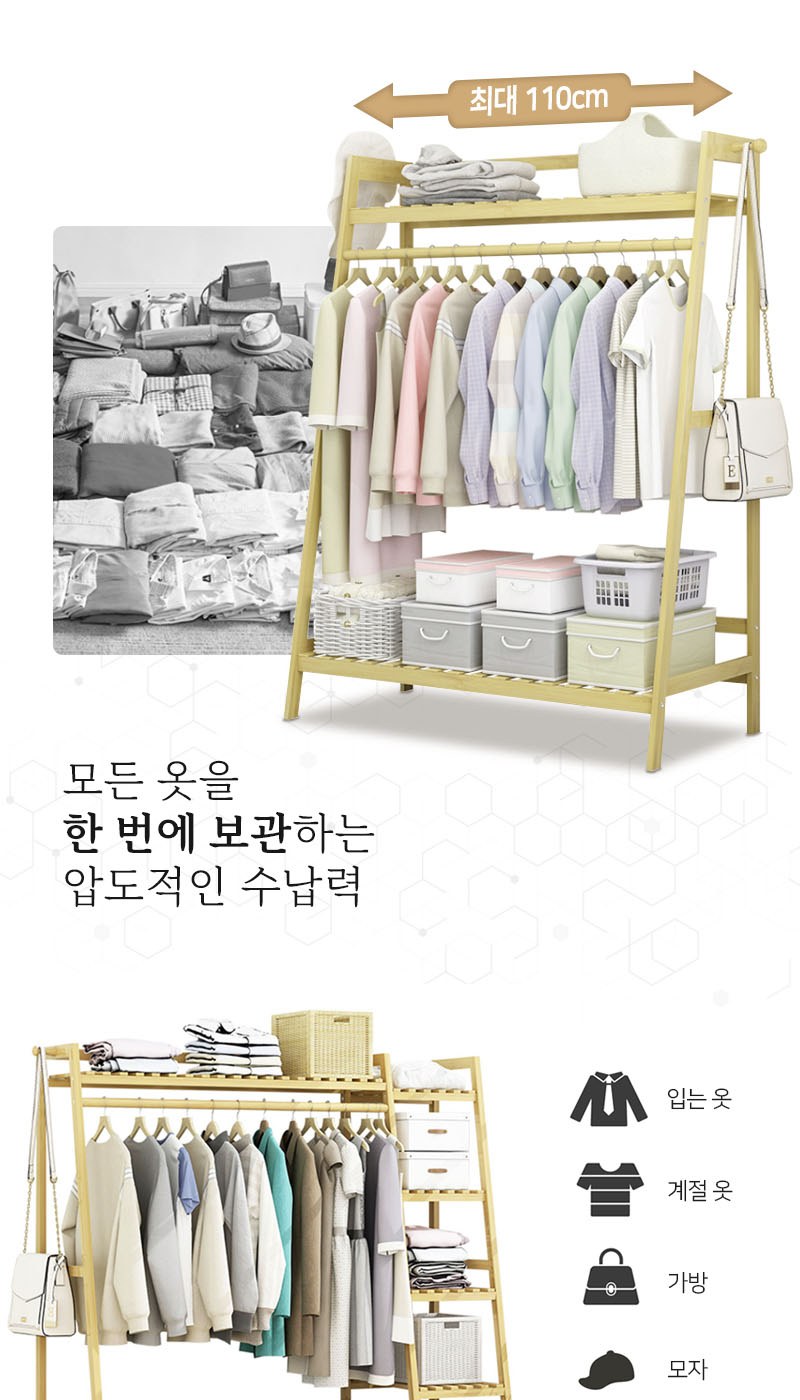 최대 110cm
E
모든 옷을
한 번에 보관하는
압도적인 수납력
입는 옷
계절 옷
가방
모자